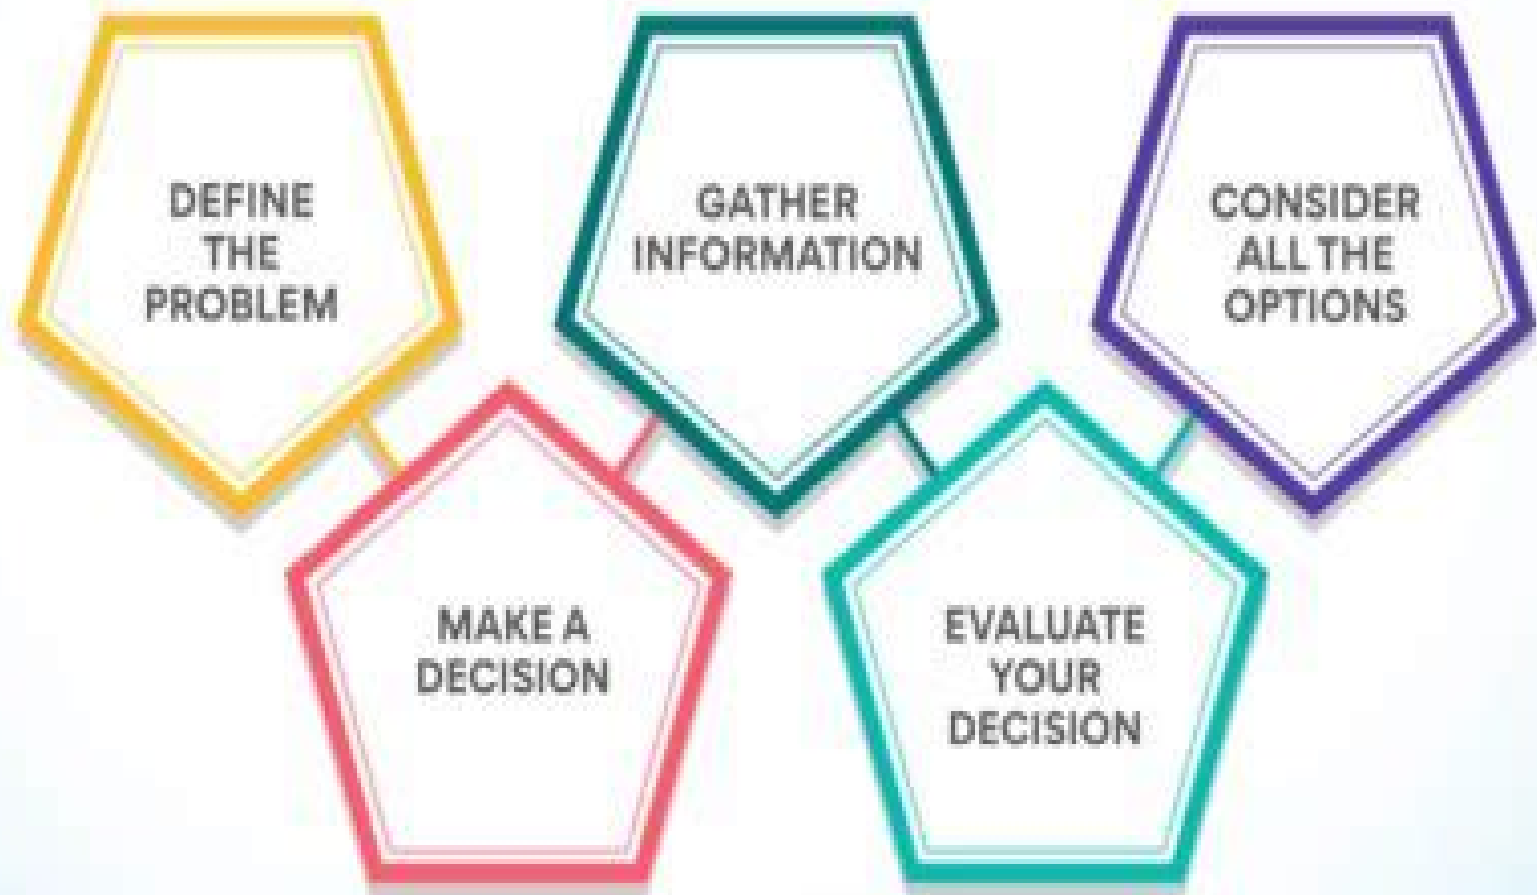 DEFINE
THE
PROBLEM
GATHER
INFORMATION
CONSIDER
ALL THE
OPTIONS
MAKE A
DECISION
EVALUATE
YOUR
DECISION